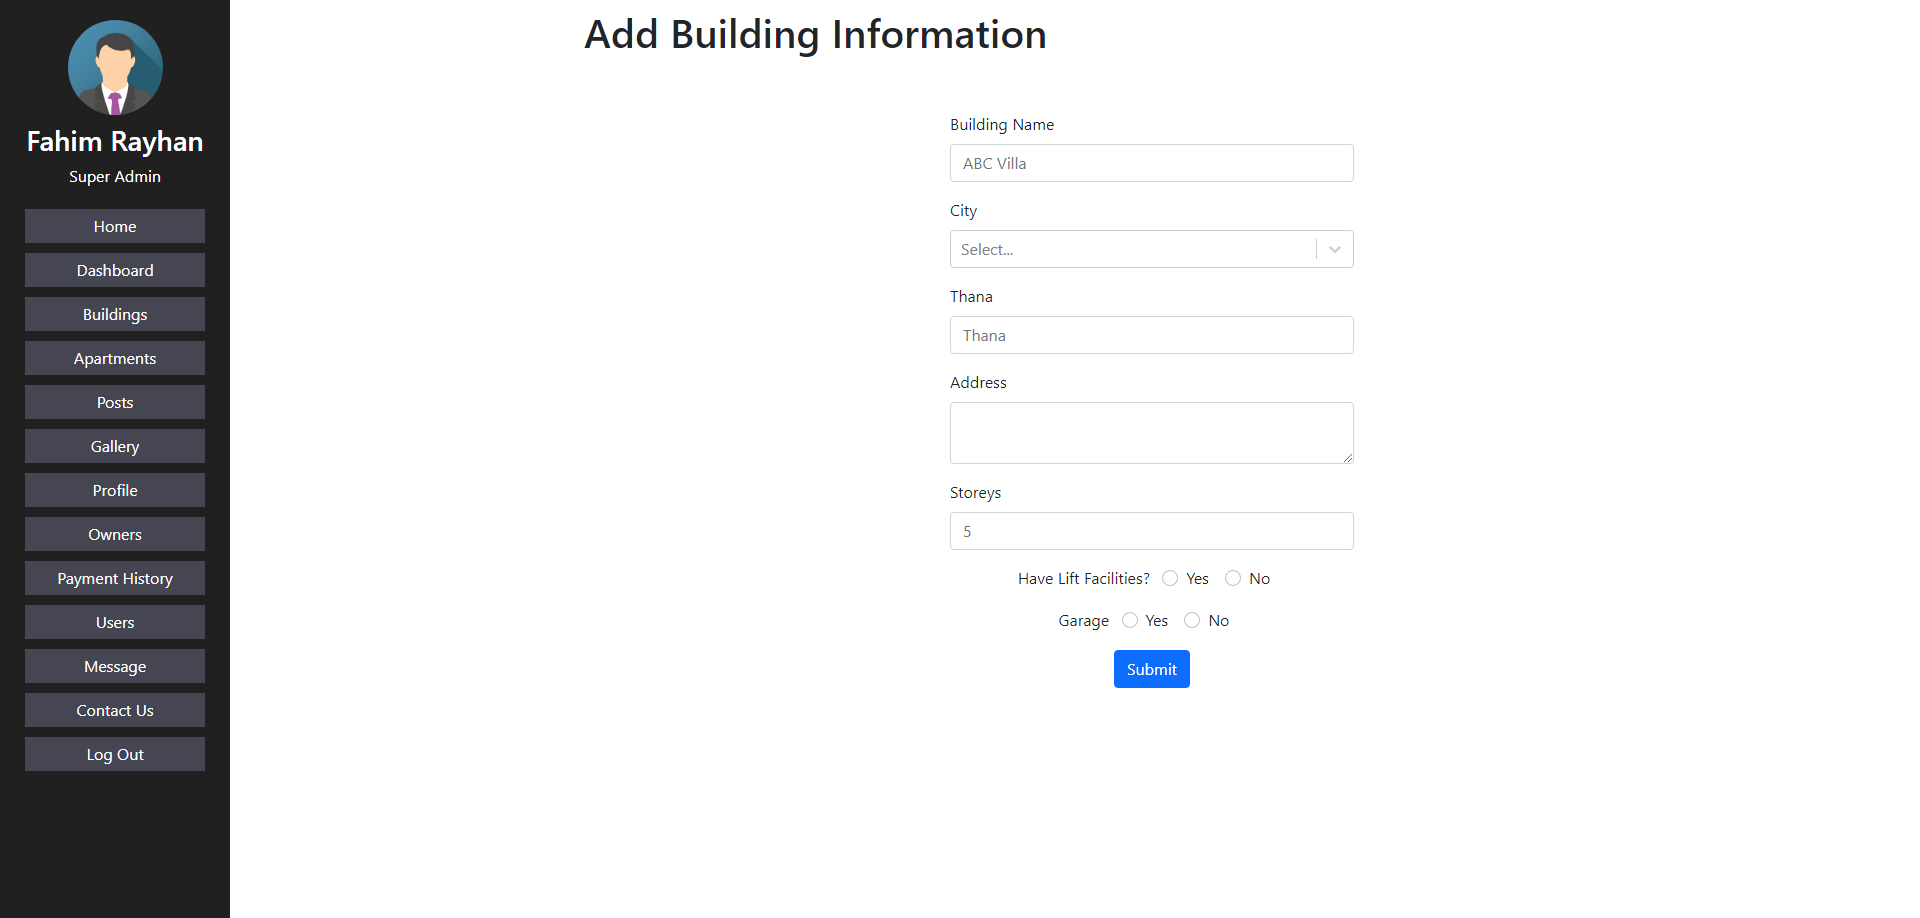 Fahim Rayhan
Super Admin
Home
Dashboard
Buildings
Apartments
Posts
Gallery
Profile
Owners
Payment History
Users
Message
Contact Us
Log Out
Add Building Information
Building Name
ABC Villa
City
Select...
Thana
Thana
Address
Storeys
5
Have Lift Facilities? Yes No
Garage Yes No
Submit